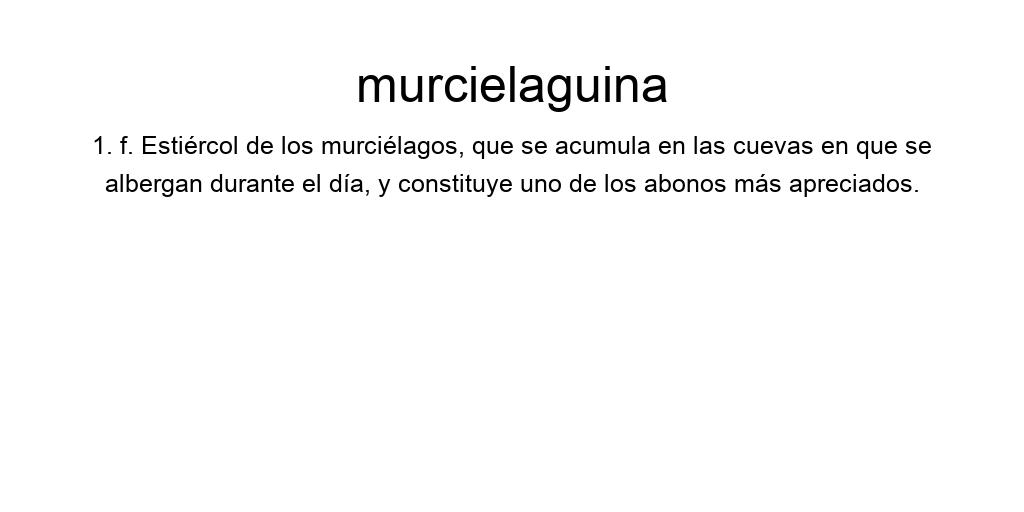 murcielaguina
1. f. Estiércol de los murciélagos, que se acumula en las cuevas en que se
albergan durante el día, y constituye uno de los abonos más apreciados.